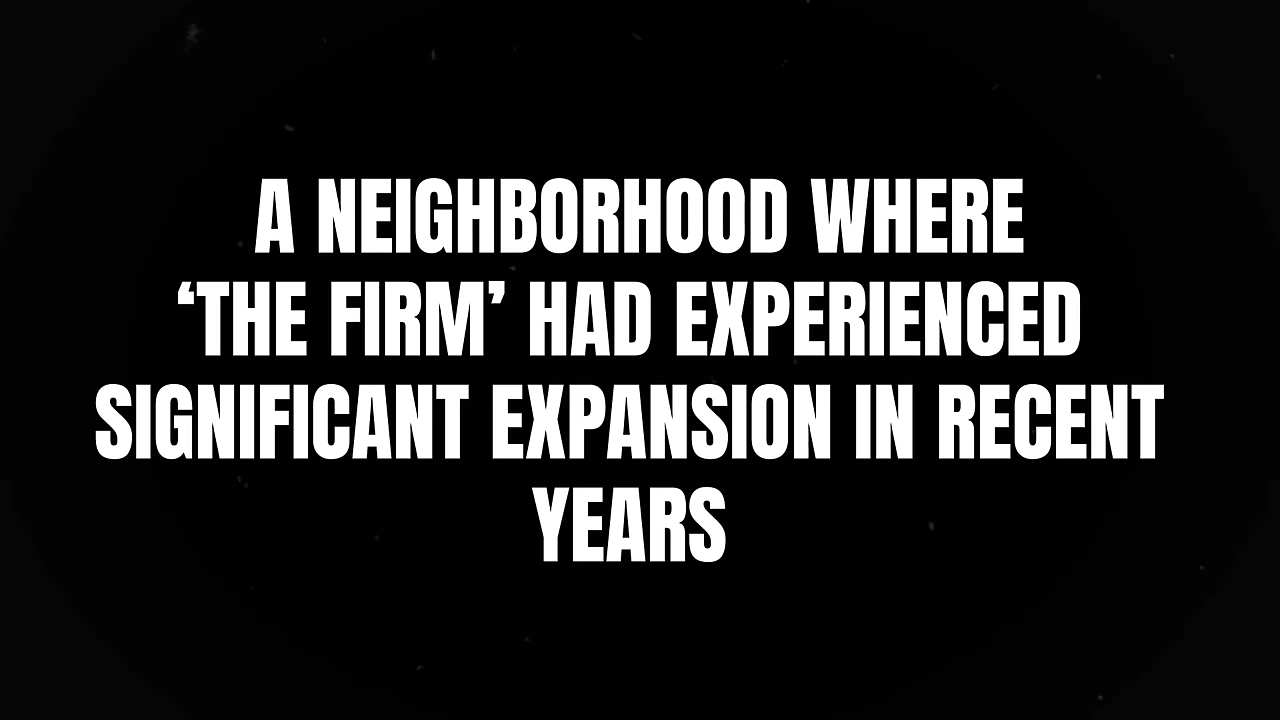 A NEIGHBORHOOD WHERE
‘THE FIRM’ HAD EXPERIENCED
SIGNIFICANT EXPANSION IN RECENT
YEARS